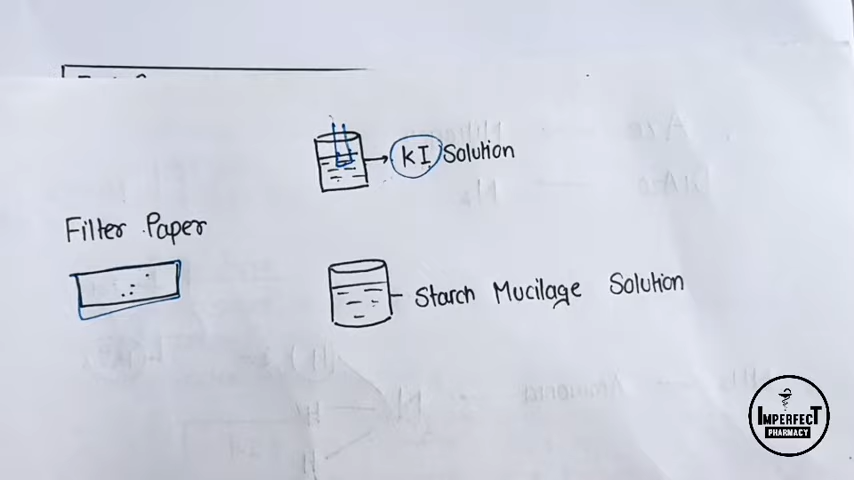 KI Solution
Filter Paper
Starch Mucilage Solution
IMPERFECT
PHARMACY